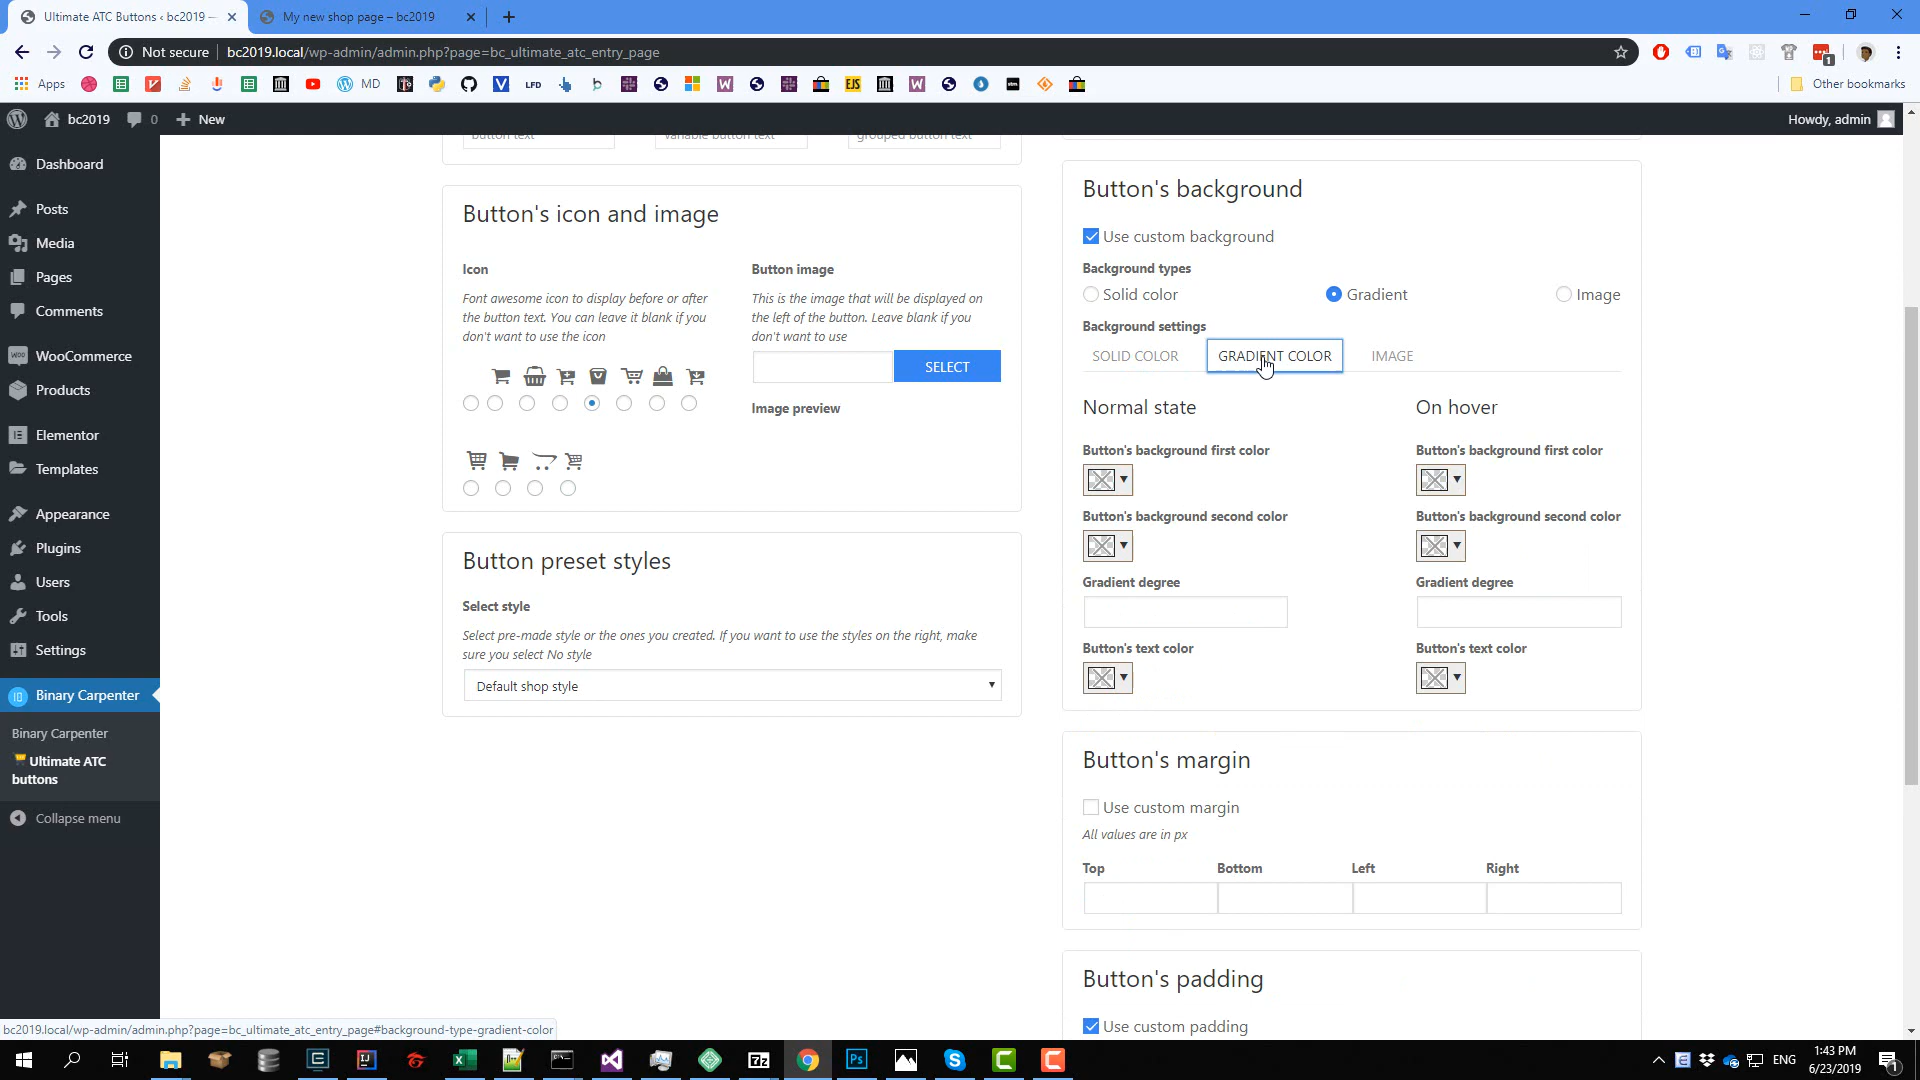 Ultimate ATC Buttons ‹ bc2019 —
My new shop page – bc2019
Not secure
bc2019.local/wp-admin/admin.php?page=bc_ultimate_atc_entry_page
Apps
MD
LFD
EJS
Other bookmarks
bc2019
0
New
Howdy, admin
Dashboard
Posts
Media
Pages
Comments
WooCommerce
Products
Elementor
Templates
Appearance
Plugins
Users
Tools
Settings
Binary Carpenter
Binary Carpenter
Ultimate ATC
buttons
Collapse menu
button text
variable button text
grouped button text
Button's icon and image
Icon
Font awesome icon to display before or after
the button text. You can leave it blank if you
don't want to use the icon
Button image
This is the image that will be displayed on
the left of the button. Leave blank if you
don't want to use
SELECT
Image preview
Button preset styles
Select style
Select pre-made style or the ones you created. If you want to use the styles on the right, make
sure you select No style
Default shop style
Button's background
Use custom background
Background types
Solid color
Gradient
Image
Background settings
SOLID COLOR
GRADIENT COLOR
IMAGE
Normal state
On hover
Button's background first color
Button's background first color
Button's background second color
Button's background second color
Gradient degree
Gradient degree
Button's text color
Button's text color
Button's margin
Use custom margin
All values are in px
Top
Bottom
Left
Right
Button's padding
Use custom padding
bc2019.local/wp-admin/admin.php?page=bc_ultimate_atc_entry_page#background-type-gradient-color
ENG
1:43 PM
6/23/2019